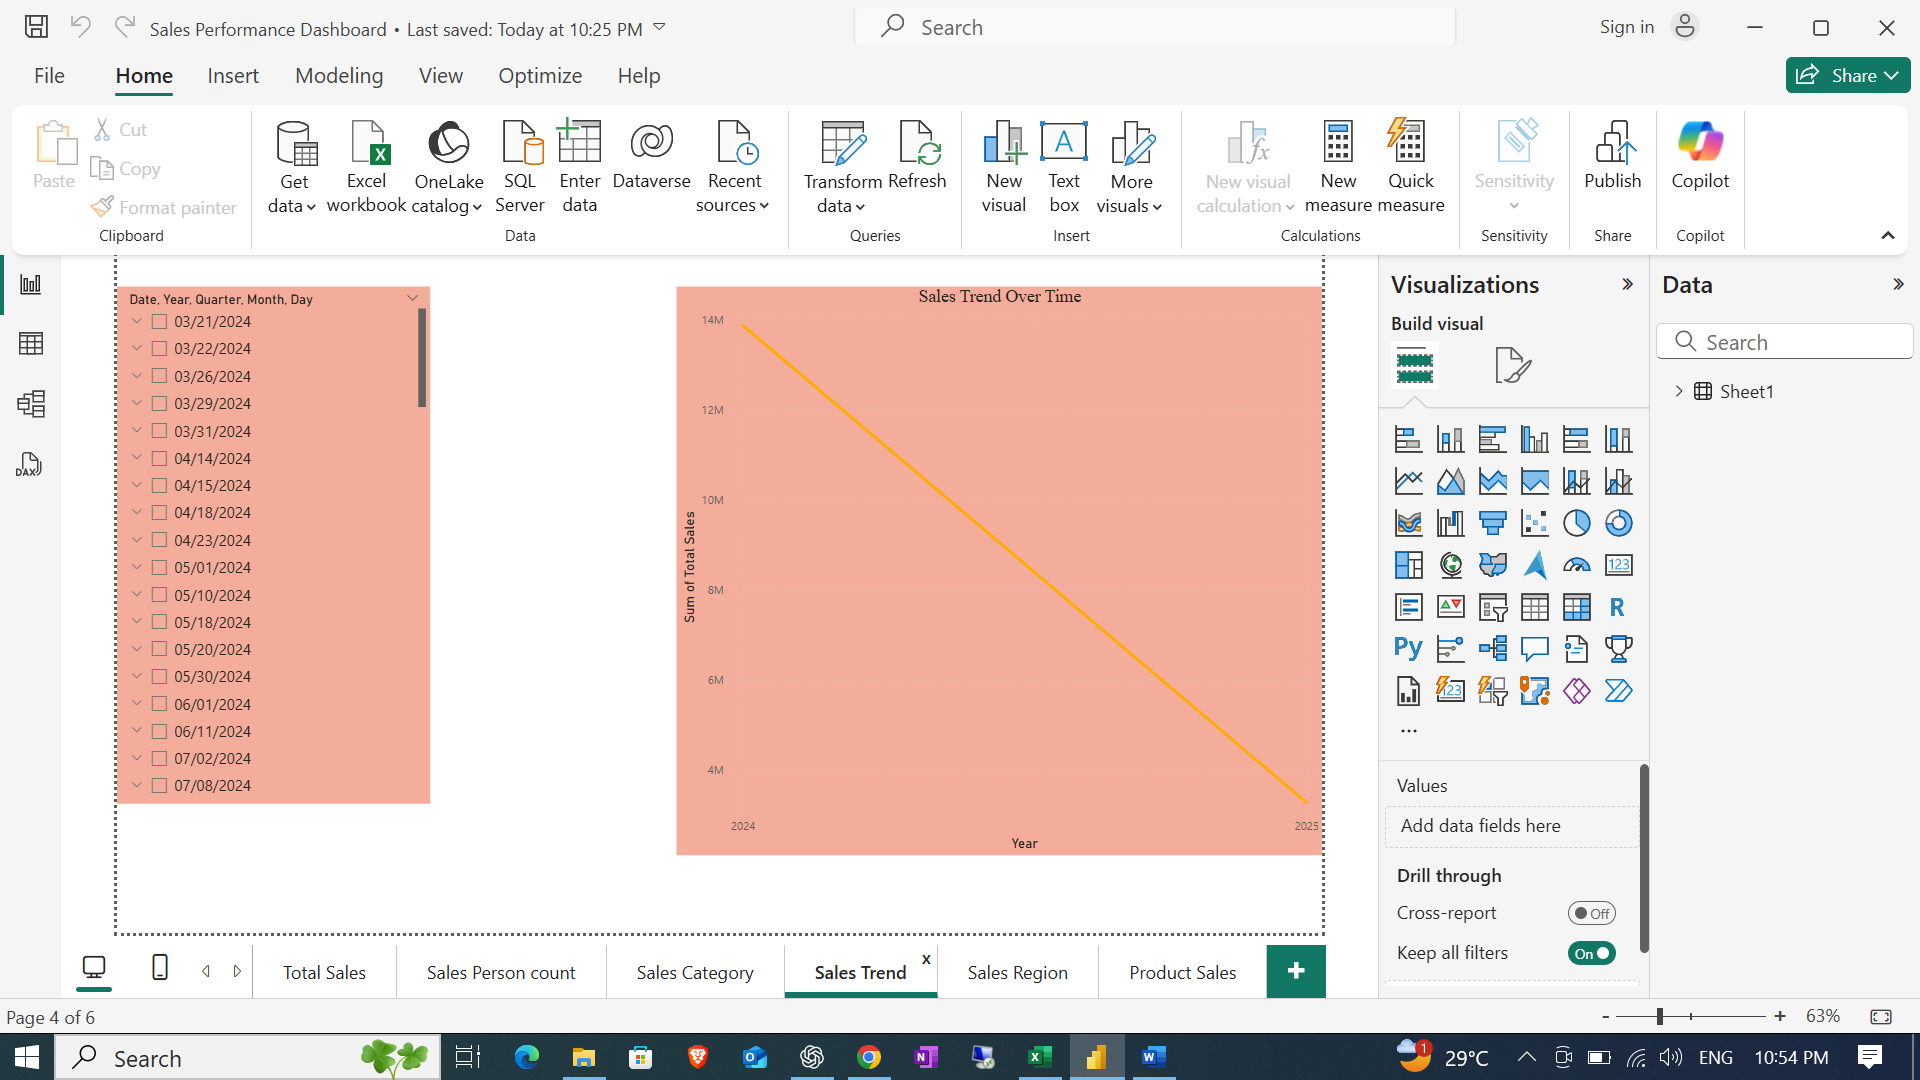 Sales Performance Dashboard • Last saved: Today at 10:25 PM
Search
Sign in
File
Home
Insert
Modeling
View
Optimize
Help
Share
Paste
Cut
Copy
Format painter
Clipboard
Get data
Excel workbook
OneLake catalog
SQL Server
Enter data
Dataverse
Recent sources
Data
Transform data
Refresh
Queries
New visual
Text box
More visuals
Insert
New visual calculation
New measure
Quick measure
Calculations
Sensitivity
Sensitivity
Publish
Share
Copilot
Copilot
DAX
Date, Year, Quarter, Month, Day
03/21/2024
03/22/2024
03/26/2024
03/29/2024
03/31/2024
04/14/2024
04/15/2024
04/18/2024
04/23/2024
05/01/2024
05/10/2024
05/18/2024
05/20/2024
05/30/2024
06/01/2024
06/11/2024
07/02/2024
07/08/2024
Sales Trend Over Time
14M
12M
10M
8M
6M
4M
Sum of Total Sales
2024
2025
Year
Visualizations
Build visual
123
R
Py
123
...
Values
Add data fields here
Drill through
Cross-report
Off
Keep all filters
On
Data
Search
Sheet1
Total Sales
Sales Person count
Sales Category
Sales Trend
x
Sales Region
Product Sales
+
Page 4 of 6
-
+
63%
Search
1
29°C
ENG
10:54 PM